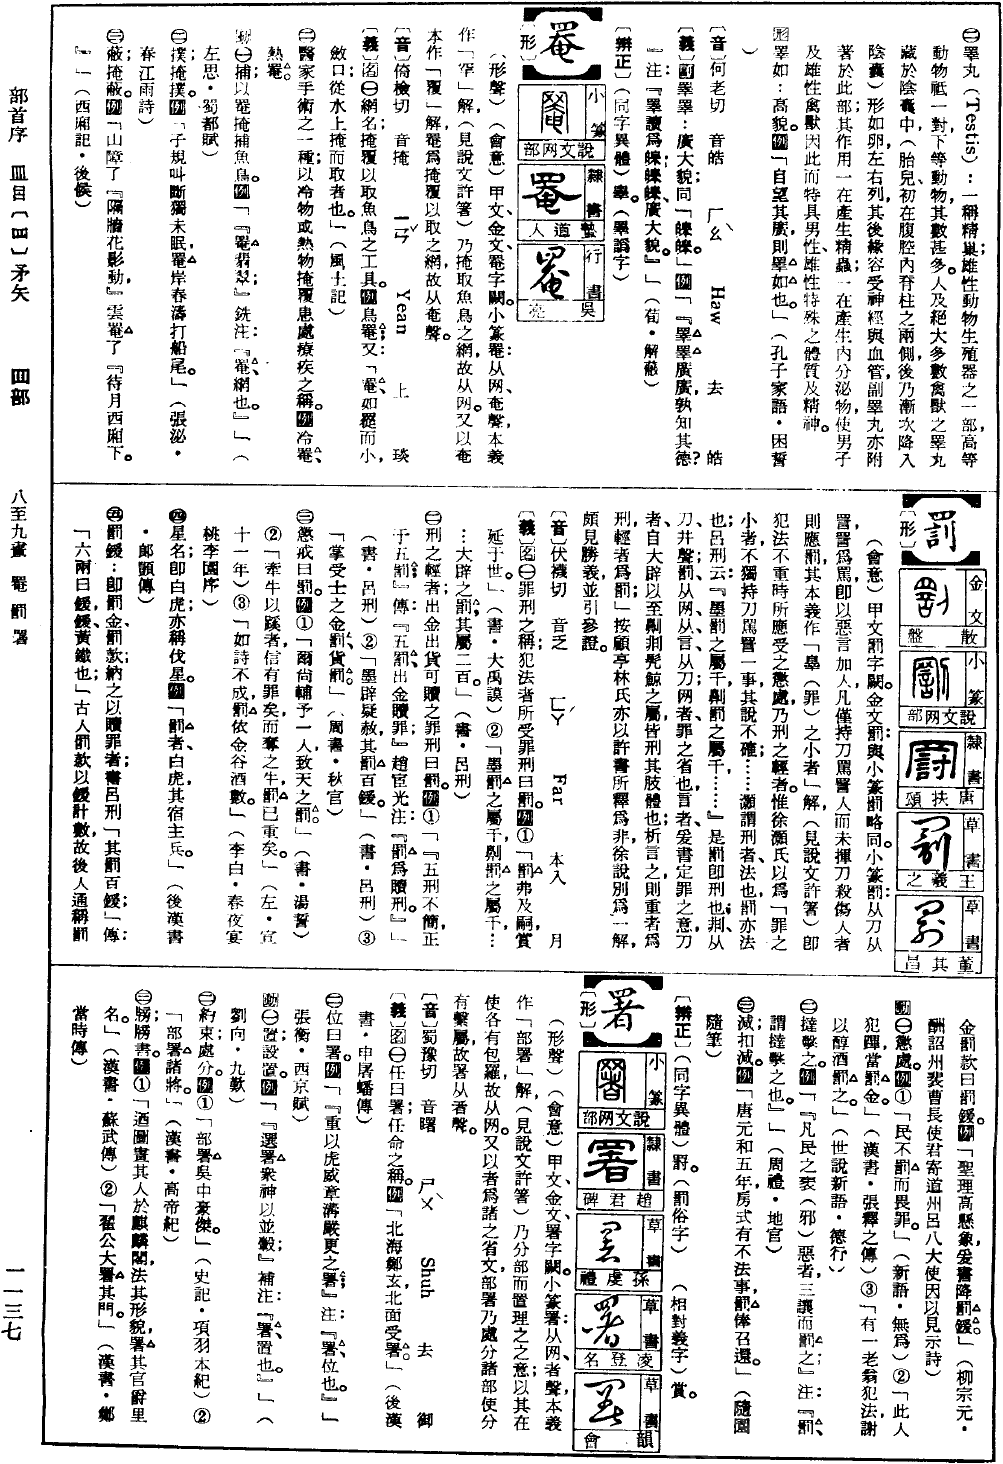 ㊁睪丸（Testis）：一稱精巢；雄性動物生殖器之一部，高等
動物祇一對，下等動物其數甚多。人及絕大多數禽獸之睪丸，
藏於陰囊中，（胎兒初在腹腔內脊柱之兩側，後乃漸次降入
陰囊）形如卵，左右列；其後緣容受神經與血管；副睪丸亦附
著於此部；其作用一在產生精蟲，一在產生內分泌物，使男子
及雄性禽獸因此而特具男性、雄性特殊之體質及精神。
形睪如：高貌。例「自望其廣，則睪如也。」（孔子家語・困誓
）
〔音〕何老切　音皓　ㄏㄠˋ　Haw　去　皓
〔義〕副睪睪：廣大貌，同「皞皞。」例「『睪睪廣廣，孰知其德？
』注：『睪讀爲皞，皞皞廣大貌。』」（荀・解蔽）
〔辯正〕（同字異體）睾。（睪譌字）
罨
〔形〕
小篆　說文网部
隸書　蟄道人
行書　吳亮
（形聲）（會意）甲文、金文罨字闕。小篆罨：从网，奄聲，本義
作「罕」解，（見說文許箸）乃掩取魚鳥之網，故从网。又以奄
本作「覆」解，罨爲掩覆以取之網，故从奄聲。
〔音〕倚檢切　音掩　ㄧㄢˇ　Yean　上　琰
〔義〕名㊀網名，掩覆以取魚鳥之工具。例鳥罨；又「罨，如罾而小，
斂口，從水上掩而取者也。」（風土記）
㊁醫家手術之一種，以冷物或熱物掩覆患處療疾之稱。例冷罨、
熱罨。
動㊀捕；以罨掩捕魚鳥。例「『罨翡翠。』銑注：『罨，網也。』」（
左思・蜀都賦）
㊁撲；掩撲。例「子規叫斷獨未眠，罨岸春濤打船尾。」（張泌・
春江雨詩）
㊂蔽；掩蔽。例「山障了『隔牆花影動』，雲罨了『待月西廂下。
』」（西廂記・後候）
罰
〔形〕
金文　散盤
小篆　說文网部
隸書　唐扶頌
草書　王羲之
草書　董其昌
（會意）甲文罰字闕。金文罰與小篆罰略同。小篆罰：从刀从
詈，詈爲罵，卽以惡言加人，凡僅持刀罵詈人而未揮刀殺傷人者，
則應罰，其本義作「辠（罪）之小者」解，（見說文許箸）卽
犯法不重時所應受之懲處，乃刑之輕者。惟徐灝氏以爲「罪之
小者，不獨持刀罵詈一事，其說不確；……灝謂刑者，法也，罰亦法
也；呂刑云『墨罰之屬千，剕罰之屬千……』是罰卽刑也；㓝从
刀井聲，罰从网、从言、从刀，网者，罪之省也，言者，爰書定罪之意，刀
者，自大辟以至劓刵髡鯨之屬，皆刑其肢體也；析言之，則重者爲
刑，輕者爲罰。」按顧亭林氏亦以許書所釋爲非，徐說別爲一解，
頗見勝義，並引參證。
〔音〕伏襪切　音乏　ㄈㄚˊ　Far　本入　月
〔義〕名㊀罪刑之稱，犯法者所受罪刑曰罰。例①「罰弗及嗣，賞
延于世。」（書・大禹謨）②「墨罰之屬千，剕罰之屬千…
…大辟之罰，其屬二百。」（書・呂刑）
㊁刑之輕者；出金出貨可贖之罪刑曰罰。例①「『五刑不簡，正
于五罰。』傳：『五罰，出金贖罪。』趙宧光注：『罰爲贖刑。』」
（書・呂刑）②「墨辟疑赦，其罰百鍰。」（書・呂刑）③
「掌受士之金罰、貨罰。」（周書・秋官）
㊂懲戒曰罰。例①「爾尚輔予一人，致天之罰。」（書・湯誓）
②「牽牛以蹊者，信有罪矣，而奪之牛，罰已重矣。」（左・宣
十一年）③「如詩不成，罰依金谷酒數。」（李白・春夜宴
桃李園序）
㊃星名，卽白虎；亦稱伐星。例「罰者，白虎，其宿主兵。」（後漢書
・郞顗傳）
㊄罰鍰：卽罰金，罰款納之以贖罪者；書呂刑「其罰百鍰」傳：
「六兩曰鍰，鍰，黃鐵也。」古人罰款以鍰計數，故後人通稱罰
金罰款曰罰鍰。例「聖理高懸象，爰書降罰鍰。」（柳宗元・
酬韶州裴曹長使君寄道州呂八大使因以見示詩）
動㊀懲；懲處。例①「民不罰而畏罪。」（新語・無爲）②「此人
犯蹕，當罰金。」（漢書・張釋之傳）③「有一老翁犯法，謝
以醇酒罰之。」（世說新語・德行）
㊁撻擊之。例「『凡民之衺（邪）惡者，三讓而罰之；』注：『罰，
謂撻擊之也。』」（周禮・地官）
㊂減；扣減。例「唐元和五年，房式有不法事，罰俸召還。」（隨園
隨筆）
〔辯正〕（同字異體）罸。（罰俗字）　（相對義字）賞。
署
〔形〕
小篆　說文网部
隸書　趙君碑
草書　孫虔禮
草書　凌登名
草書　韻會
（形聲）（會意）甲文、金文署字闕。小篆署：从网，者聲，本義
作「部署」解，（見說文許箸）乃分部而置理之之意；以其在
使各有包羅，故从网。又以者爲諸之省文，部署乃處分諸部使分
有繫屬，故署从者聲。
〔音〕蜀豫切　音曙　ㄕㄨˋ　Shuh　去　御
〔義〕名㊀任曰署；任命之稱。例「北海鄭玄，北面受署。」（後漢
書・申屠蟠傳）
㊁位曰署。例「『重以虎威章溝嚴更之署；』注：『署，位也。』」
張衡・西京賦）
動㊀置；設置。例「『選署衆神以並轂；』補注：『署，置也。』」（
劉向・九歎）
㊁約束；處分。例①「部署吳中豪傑。」（史記・項羽本紀）②
「部署諸將。」（漢書・高帝紀）
㊂牓；牓書。例①「迺圖畫其人於麒麟閣，法其形貌，署其官爵里
名。」（漢書・蘇武傳）②「翟公大署其門。」（漢書・鄭
當時傳）
部首序　皿目〔罒〕矛矢　　罒部　　八至九畫　罨　罰　署　　一一三七